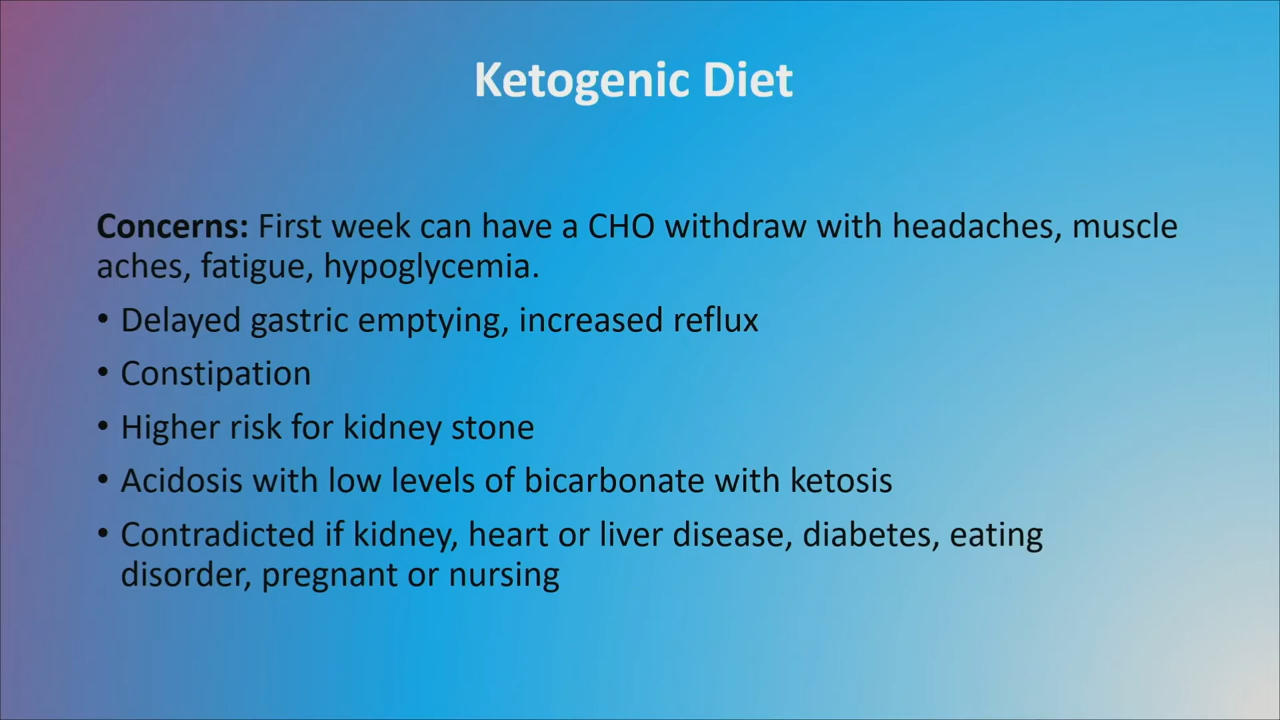 Ketogenic Diet
Concerns: First week can have a CHO withdraw with headaches, muscle
aches, fatigue, hypoglycemia.
• Delayed gastric emptying, increased reflux
• Constipation
• Higher risk for kidney stone
• Acidosis with low levels of bicarbonate with ketosis
• Contradicted if kidney, heart or liver disease, diabetes, eating
disorder, pregnant or nursing